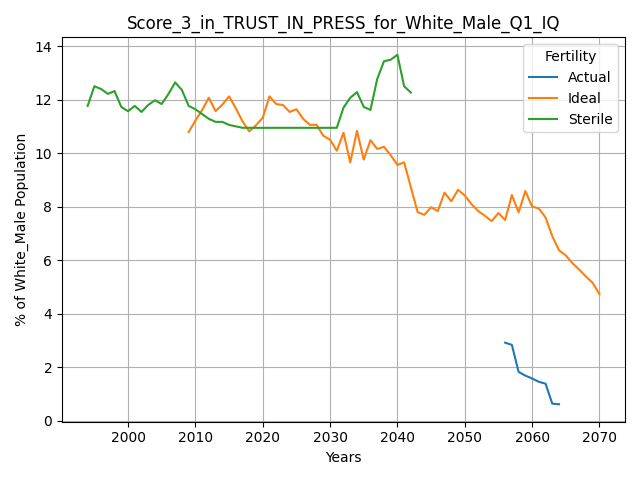 Score_3_in_TRUST_IN_PRESS_for_White_Male_Q1_IQ
% of White_Male Population
14
12
10
8
6
4
2
0
Fertility
Actual
Ideal
Sterile
2000 2010 2020 2030 2040 2050 2060 2070
Years